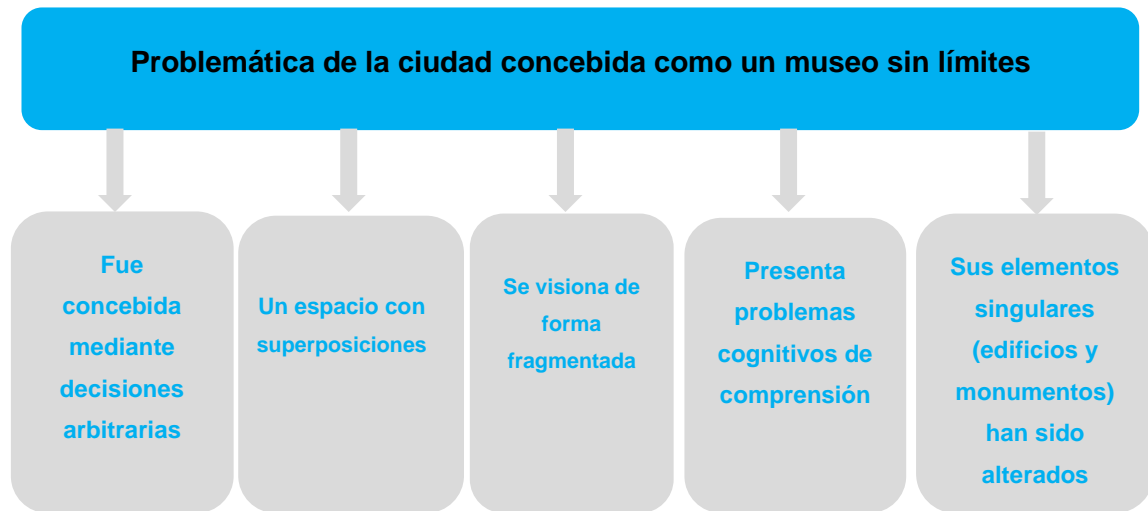 Problemática de la ciudad concebida como un museo sin límites
Fue
concebida
mediante
decisiones
arbitrarias
Un espacio con
superposiciones
Se visiona de
forma
fragmentada
Presenta
problemas
cognitivos de
comprensión
Sus elementos
singulares
(edificios y
monumentos)
han sido
alterados